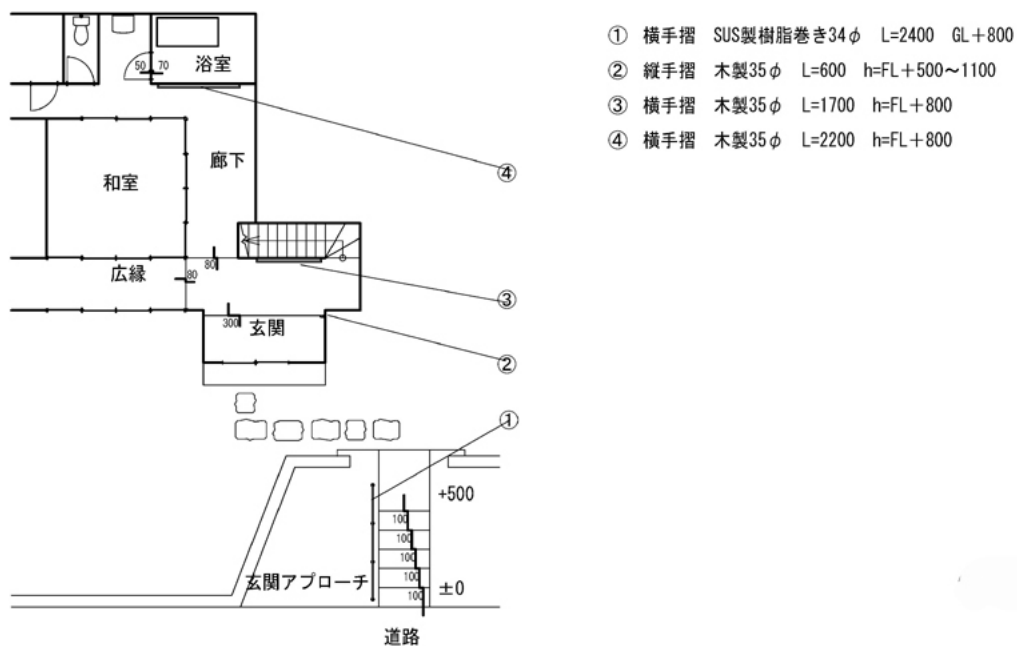 ① 横手摺 SUS製樹脂巻き34φ L=2400 GL+800
② 縦手摺 木製35φ L=600 h=FL+500~1100
③ 横手摺 木製35φ L=1700 h=FL+800
④ 横手摺 木製35φ L=2200 h=FL+800
浴室
50 70
廊下
④
和室
80
広縁
80
③
300
玄関
②
①
+500
100
100
100
100
玄関アプローチ
±0
100
道路